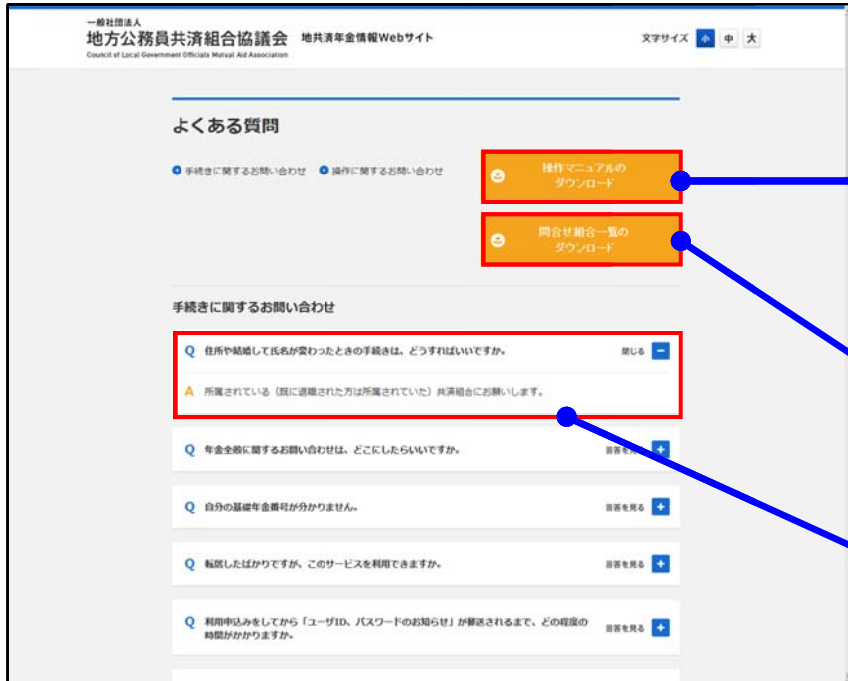 一般社団法人
地方公務員共済組合協議会 地共済年金情報Webサイト
Council of Local Government Officials Mutual Aid Association
文字サイズ 小 中 大
よくある質問
手続きに関するお問い合わせ 操作に関するお問い合わせ
操作マニュアルの
ダウンロード
問合せ組合一覧の
ダウンロード
手続きに関するお問い合わせ
Q 住所や結婚して氏名が変わったときの手続きは、どうすればいいですか。 閉じる
A 所属されている（既に退職された方は所属されていた）共済組合にお願いします。
Q 年金全般に関するお問い合わせは、どこにしたらいいですか。 回答を見る
Q 自分の基礎年金番号が分かりません。 回答を見る
Q 転居したばかりですが、このサービスを利用できますか。 回答を見る
Q 利用申込みをしてから「ユーザID、パスワードのお知らせ」が郵送されるまで、どの程度の
時間がかかりますか。 回答を見る